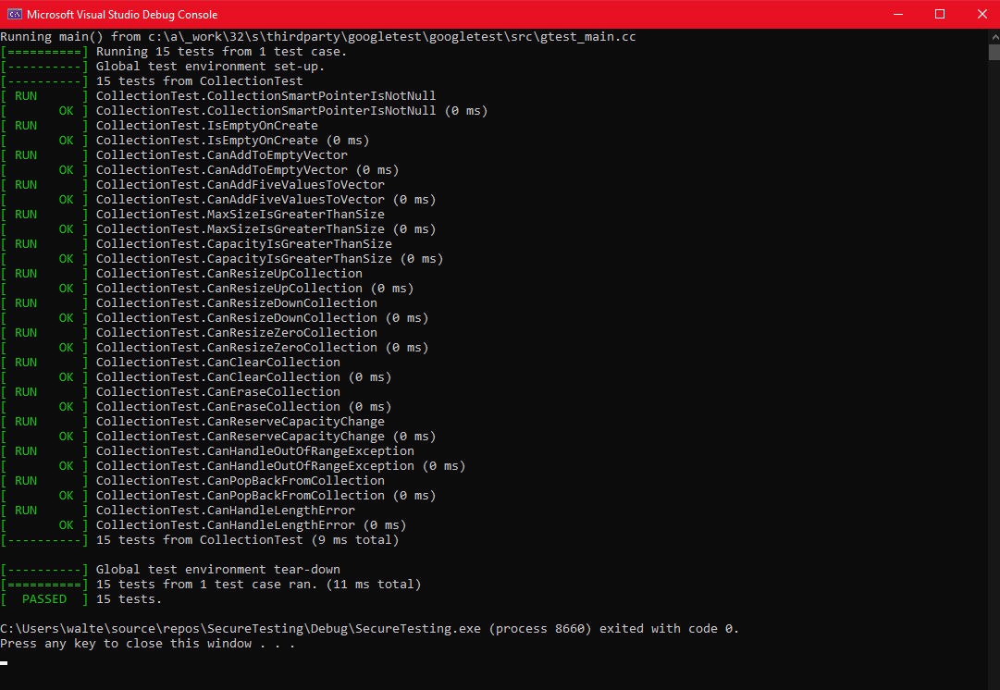 Microsoft Visual Studio Debug Console
Running main() from c:\a\_work\32\s\thirdparty\googletest\googletest\src\gtest_main.cc
[==========] Running 15 tests from 1 test case.
[----------] Global test environment set-up.
[----------] 15 tests from CollectionTest
[ RUN      ] CollectionTest.CollectionSmartPointerIsNotNull
[       OK ] CollectionTest.CollectionSmartPointerIsNotNull (0 ms)
[ RUN      ] CollectionTest.IsEmptyOnCreate
[       OK ] CollectionTest.IsEmptyOnCreate (0 ms)
[ RUN      ] CollectionTest.CanAddToEmptyVector
[       OK ] CollectionTest.CanAddToEmptyVector (0 ms)
[ RUN      ] CollectionTest.CanAddFiveValuesToVector
[       OK ] CollectionTest.CanAddFiveValuesToVector (0 ms)
[ RUN      ] CollectionTest.MaxSizeIsGreaterThanSize
[       OK ] CollectionTest.MaxSizeIsGreaterThanSize (0 ms)
[ RUN      ] CollectionTest.CapacityIsGreaterThanSize
[       OK ] CollectionTest.CapacityIsGreaterThanSize (0 ms)
[ RUN      ] CollectionTest.CanResizeUpCollection
[       OK ] CollectionTest.CanResizeUpCollection (0 ms)
[ RUN      ] CollectionTest.CanResizeDownCollection
[       OK ] CollectionTest.CanResizeDownCollection (0 ms)
[ RUN      ] CollectionTest.CanResizeZeroCollection
[       OK ] CollectionTest.CanResizeZeroCollection (0 ms)
[ RUN      ] CollectionTest.CanClearCollection
[       OK ] CollectionTest.CanClearCollection (0 ms)
[ RUN      ] CollectionTest.CanEraseCollection
[       OK ] CollectionTest.CanEraseCollection (0 ms)
[ RUN      ] CollectionTest.CanReserveCapacityChange
[       OK ] CollectionTest.CanReserveCapacityChange (0 ms)
[ RUN      ] CollectionTest.CanHandleOutOfRangeException
[       OK ] CollectionTest.CanHandleOutOfRangeException (0 ms)
[ RUN      ] CollectionTest.CanPopBackFromCollection
[       OK ] CollectionTest.CanPopBackFromCollection (0 ms)
[ RUN      ] CollectionTest.CanHandleLengthError
[       OK ] CollectionTest.CanHandleLengthError (0 ms)
[----------] 15 tests from CollectionTest (9 ms total)
[----------] Global test environment tear-down
[==========] 15 tests from 1 test case ran. (11 ms total)
[  PASSED  ] 15 tests.
C:\Users\walte\source\repos\SecureTesting\Debug\SecureTesting.exe (process 8660) exited with code 0.
Press any key to close this window . . .